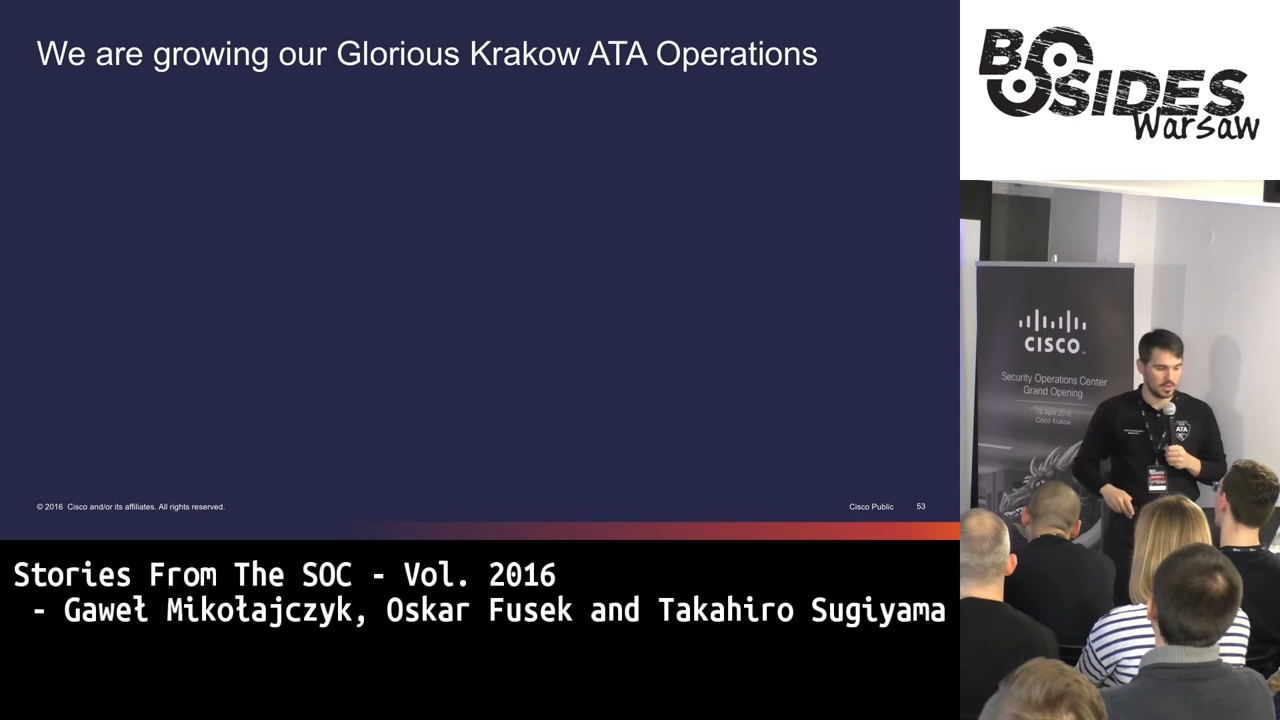 We are growing our Glorious Krakow ATA Operations
© 2016 Cisco and/or its affiliates. All rights reserved.
Cisco Public
53
Stories From The SOC - Vol. 2016
- Gaweł Mikołajczyk, Oskar Fusek and Takahiro Sugiyama
BSIDES
Warsaw
CISCO
Security Operations Center
Grand Opening
Cisco Krakow
ATA